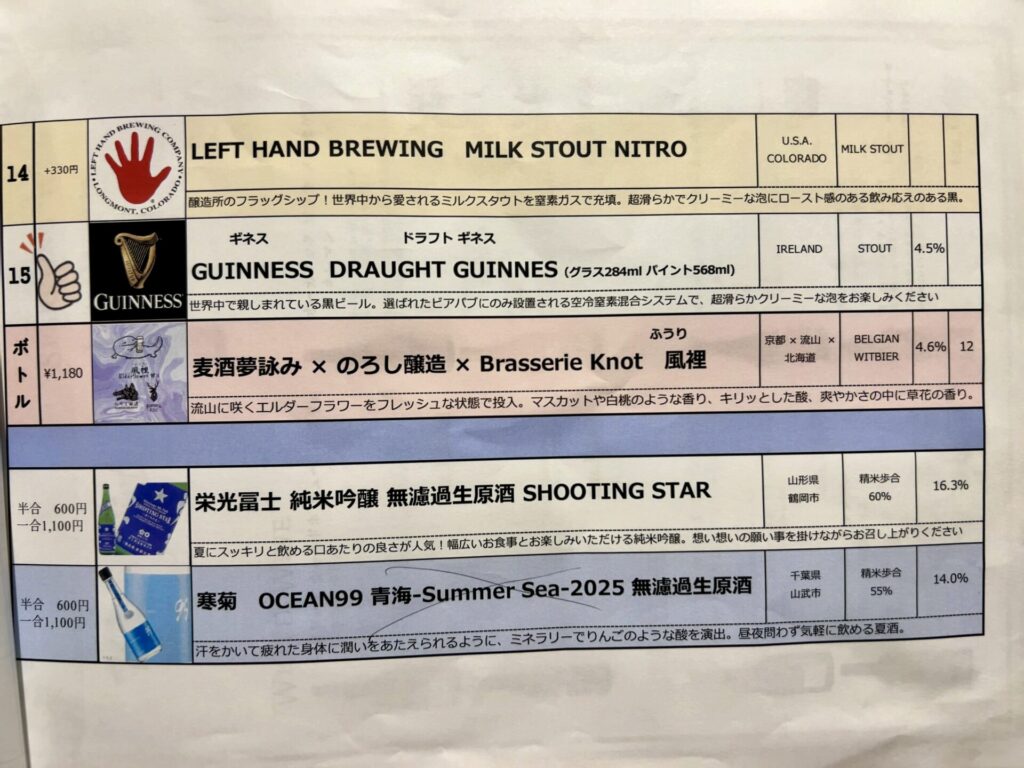 14
+330円
LEFT HAND BREWING COMPANY
LONGMONT, COLORADO
LEFT HAND BREWING MILK STOUT NITRO
U.S.A.
COLORADO
MILK STOUT
醸造所のフラッグシップ！世界中から愛されるミルクスタウトを窒素ガスで充填。超滑らかでクリーミーな泡にロースト感のある飲み応えのある黒。
15
GUINNESS
ギネス ドラフト ギネス
GUINNESS DRAUGHT GUINNES (グラス284ml パイント568ml)
IRELAND
STOUT
4.5%
世界中で親しまれている黒ビール。選ばれたビアパブにのみ設置される空冷窒素混合システムで、超滑らかクリーミーな泡をお楽しみください
ボトル
¥1,180
ふうり
麦酒夢詠み × のろし醸造 × Brasserie Knot 風裡
京都 × 流山 ×
北海道
BELGIAN
WITBIER
4.6%
12
流山に咲くエルダーフラワーをフレッシュな状態で投入。マスカットや白桃のような香り、キリッとした酸、爽やかさの中に草花の香り。
半合 600円
一合1,100円
SHOOTING STAR
栄光冨士 純米吟醸 無濾過生原酒 SHOOTING STAR
山形県
鶴岡市
精米歩合
60%
16.3%
夏にスッキリと飲める口あたりの良さが人気！幅広いお食事とお楽しみいただける純米吟醸。想い想いの願い事を掛けながらお召し上がりください
半合 600円
一合1,100円
寒菊 OCEAN99 青海-Summer Sea-2025 無濾過生原酒
千葉県
山武市
精米歩合
55%
14.0%
汗をかいて疲れた身体に潤いをあたえられるように、ミネラリーでりんごのような酸を演出。昼夜問わず気軽に飲める夏酒。